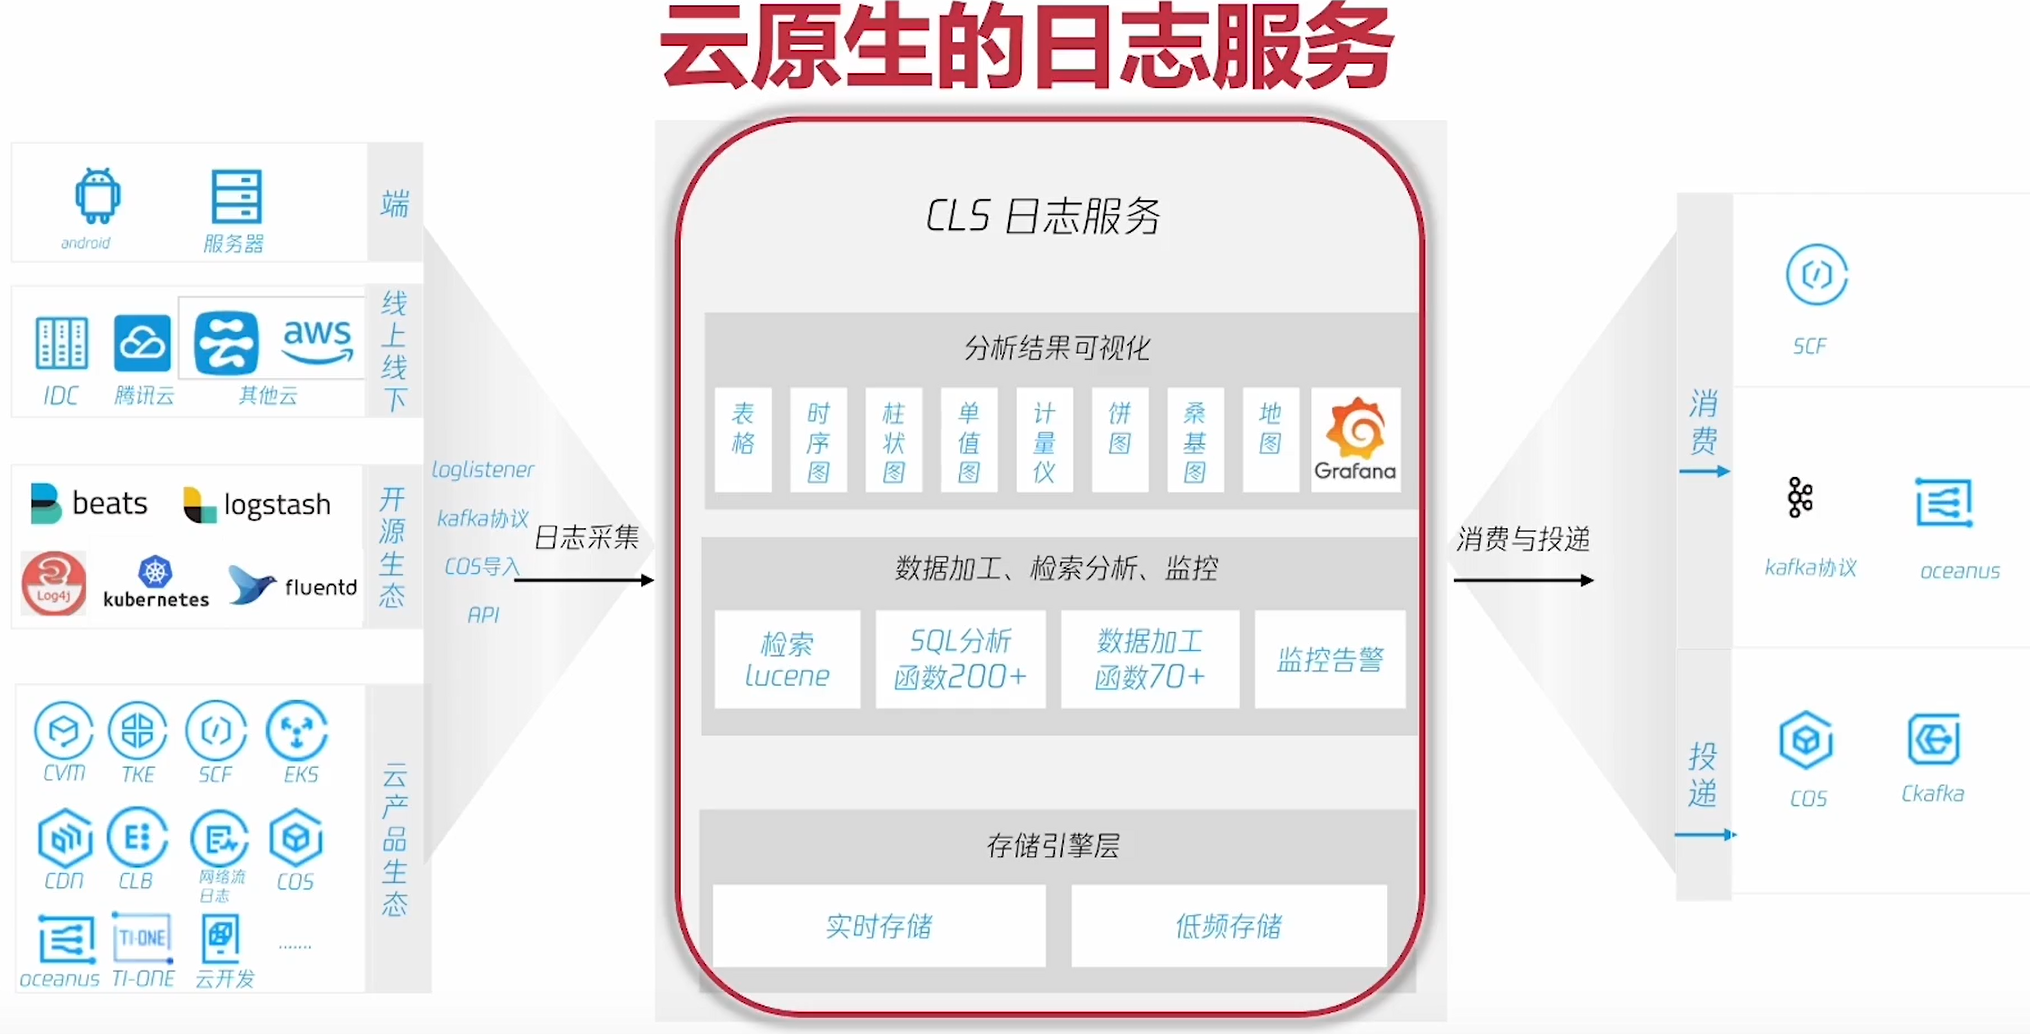 云原生的日志服务
android
服务器
端
IDC
腾讯云
云
aws
其他云
线上线下
beats
logstash
Log4j
kubernetes
fluentd
开源生态
CVM
TKE
SCF
EKS
CDN
CLB
网络流
日志
COS
oceanus
TI-ONE
TI-ONE
云开发
.......
云产品生态
loglistener
kafka协议
COS导入
API
日志采集
CLS 日志服务
分析结果可视化
表格
时序图
柱状图
单值图
计量仪
饼图
桑基图
地图
Grafana
数据加工、检索分析、监控
检索
lucene
SQL分析
函数200+
数据加工
函数70+
监控告警
存储引擎层
实时存储
低频存储
消费与投递
消费
SCF
kafka协议
oceanus
投递
COS
Ckafka